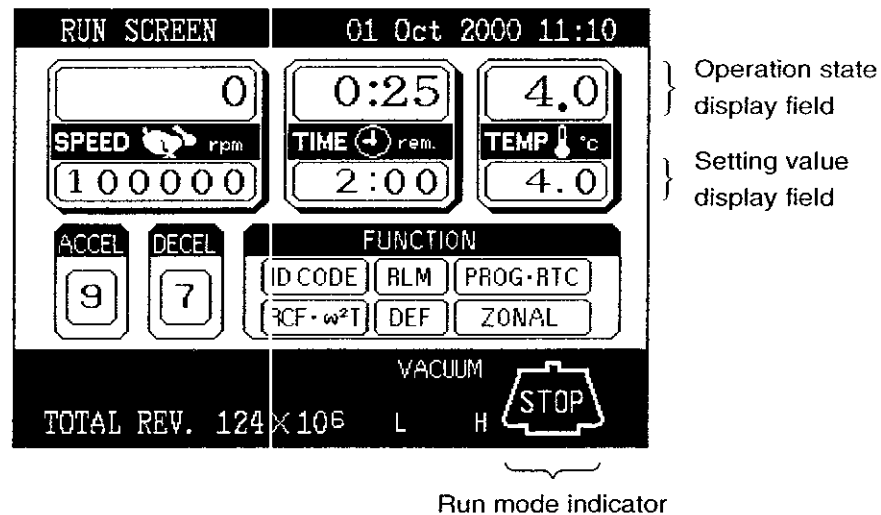 RUN SCREEN 01 Oct 2000 11:10
0 0:25 4.0
Operation state
display field
SPEED rpm TIME rem. TEMP °C
100000 2:00 4.0
Setting value
display field
ACCEL DECEL FUNCTION
9 7
ID CODE RLM PROG·RTC
RCF·ω²T DEF ZONAL
VACUUM
STOP
TOTAL REV. 124×10⁶ L H
Run mode indicator